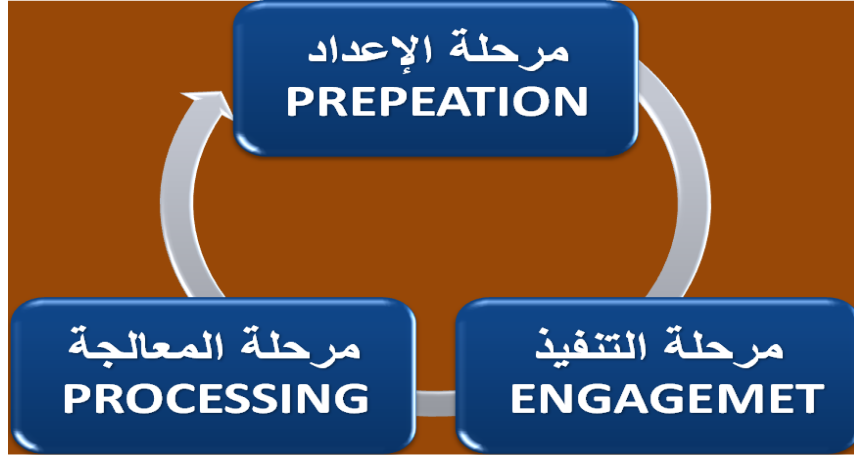 مرحلة الإعداد
PREPEATION
مرحلة التنفيذ
ENGAGEMET
مرحلة المعالجة
PROCESSING